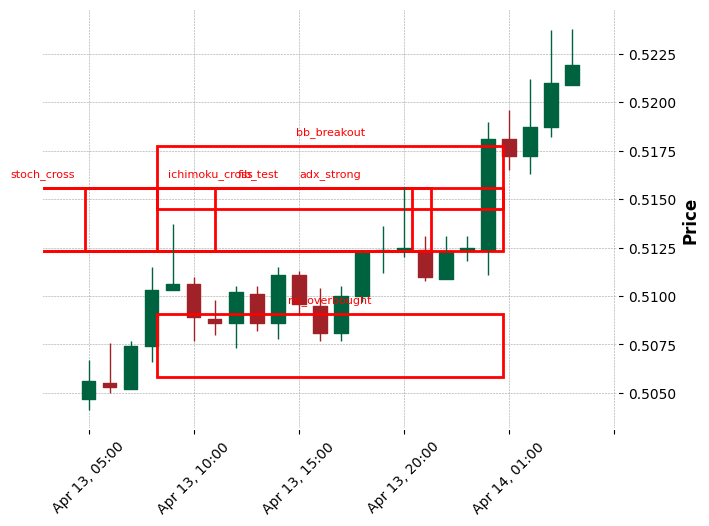 bb_breakout
stoch_cross
ichimoku_cross
fib_test
adx_strong
rsi_overbought
0.5225
0.5200
0.5175
0.5150
0.5125
0.5100
0.5075
0.5050
Price
Apr 13, 05:00
Apr 13, 10:00
Apr 13, 15:00
Apr 13, 20:00
Apr 14, 01:00